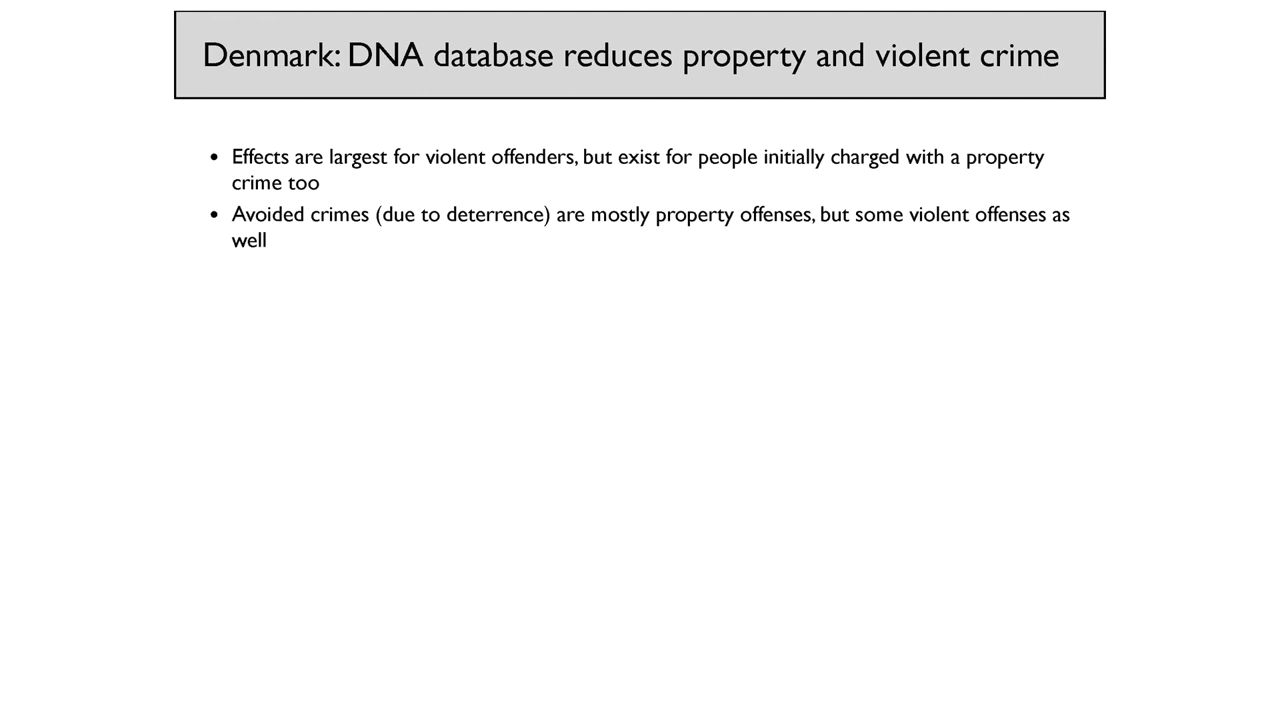 Denmark: DNA database reduces property and violent crime
• Effects are largest for violent offenders, but exist for people initially charged with a property
crime too
• Avoided crimes (due to deterrence) are mostly property offenses, but some violent offenses as
well